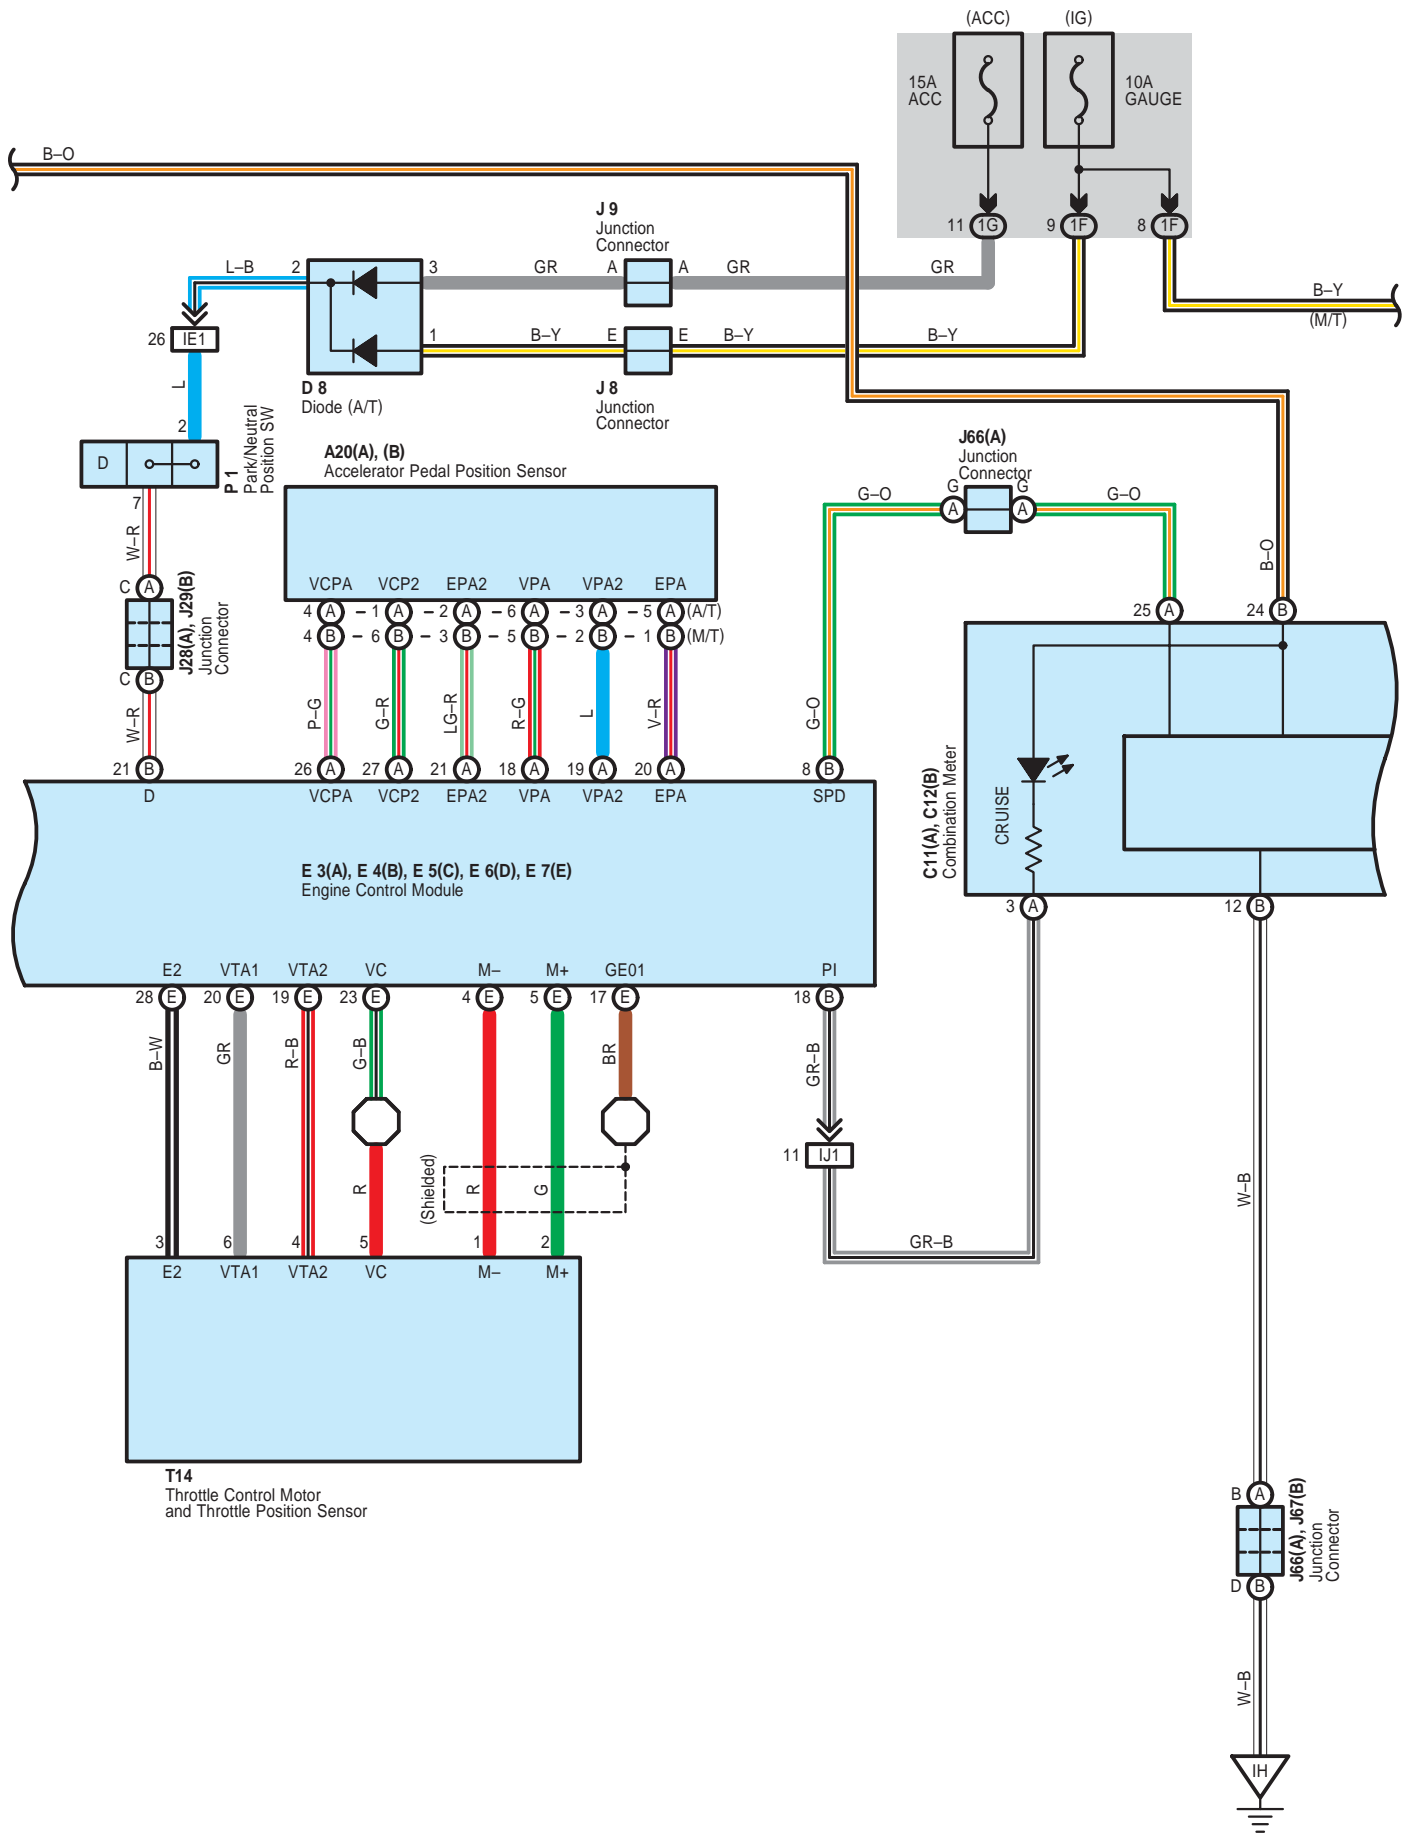 (ACC)
(IG)
15A
ACC
10A
GAUGE
11 1G
9 1F
8 1F
B–O
J 9
Junction
Connector
L–B
2
3
GR
A
A
GR
GR
B–Y
(M/T)
26 IE1
1
B–Y
E
E
B–Y
B–Y
D 8
Diode (A/T)
J 8
Junction
Connector
L
2
D
P 1
Park/Neutral
Position SW
7
W–R
C A
J28(A), J29(B)
Junction
Connector
C B
W–R
21 B
A20(A), (B)
Accelerator Pedal Position Sensor
VCPA VCP2 EPA2 VPA VPA2 EPA
4 A – 1 A – 2 A – 6 A – 3 A – 5 A (A/T)
4 B – 6 B – 3 B – 5 B – 2 B – 1 B (M/T)
P–G
G–R
LG–R
R–G
L
V–R
26 A
27 A
21 A
18 A
19 A
20 A
J66(A)
Junction
Connector
G–O
G
G
A
A
G–O
G–O
B–O
8 B
25 A
24 B
D VCPA VCP2 EPA2 VPA VPA2 EPA SPD
E 3(A), E 4(B), E 5(C), E 6(D), E 7(E)
Engine Control Module
C11(A), C12(B)
Combination Meter
CRUISE
3 A
12 B
E2 VTA1 VTA2 VC M– M+ GE01 PI
28 E
20 E
19 E
23 E
4 E
5 E
17 E
18 B
B–W
GR
R–B
G–B
BR
GR–B
R
(Shielded)
R
G
11 IJ1
GR–B
W–B
3 6 4 5 1 2
E2 VTA1 VTA2 VC M– M+
T14
Throttle Control Motor
and Throttle Position Sensor
B A
J66(A), J67(B)
Junction
Connector
D B
W–B
IH